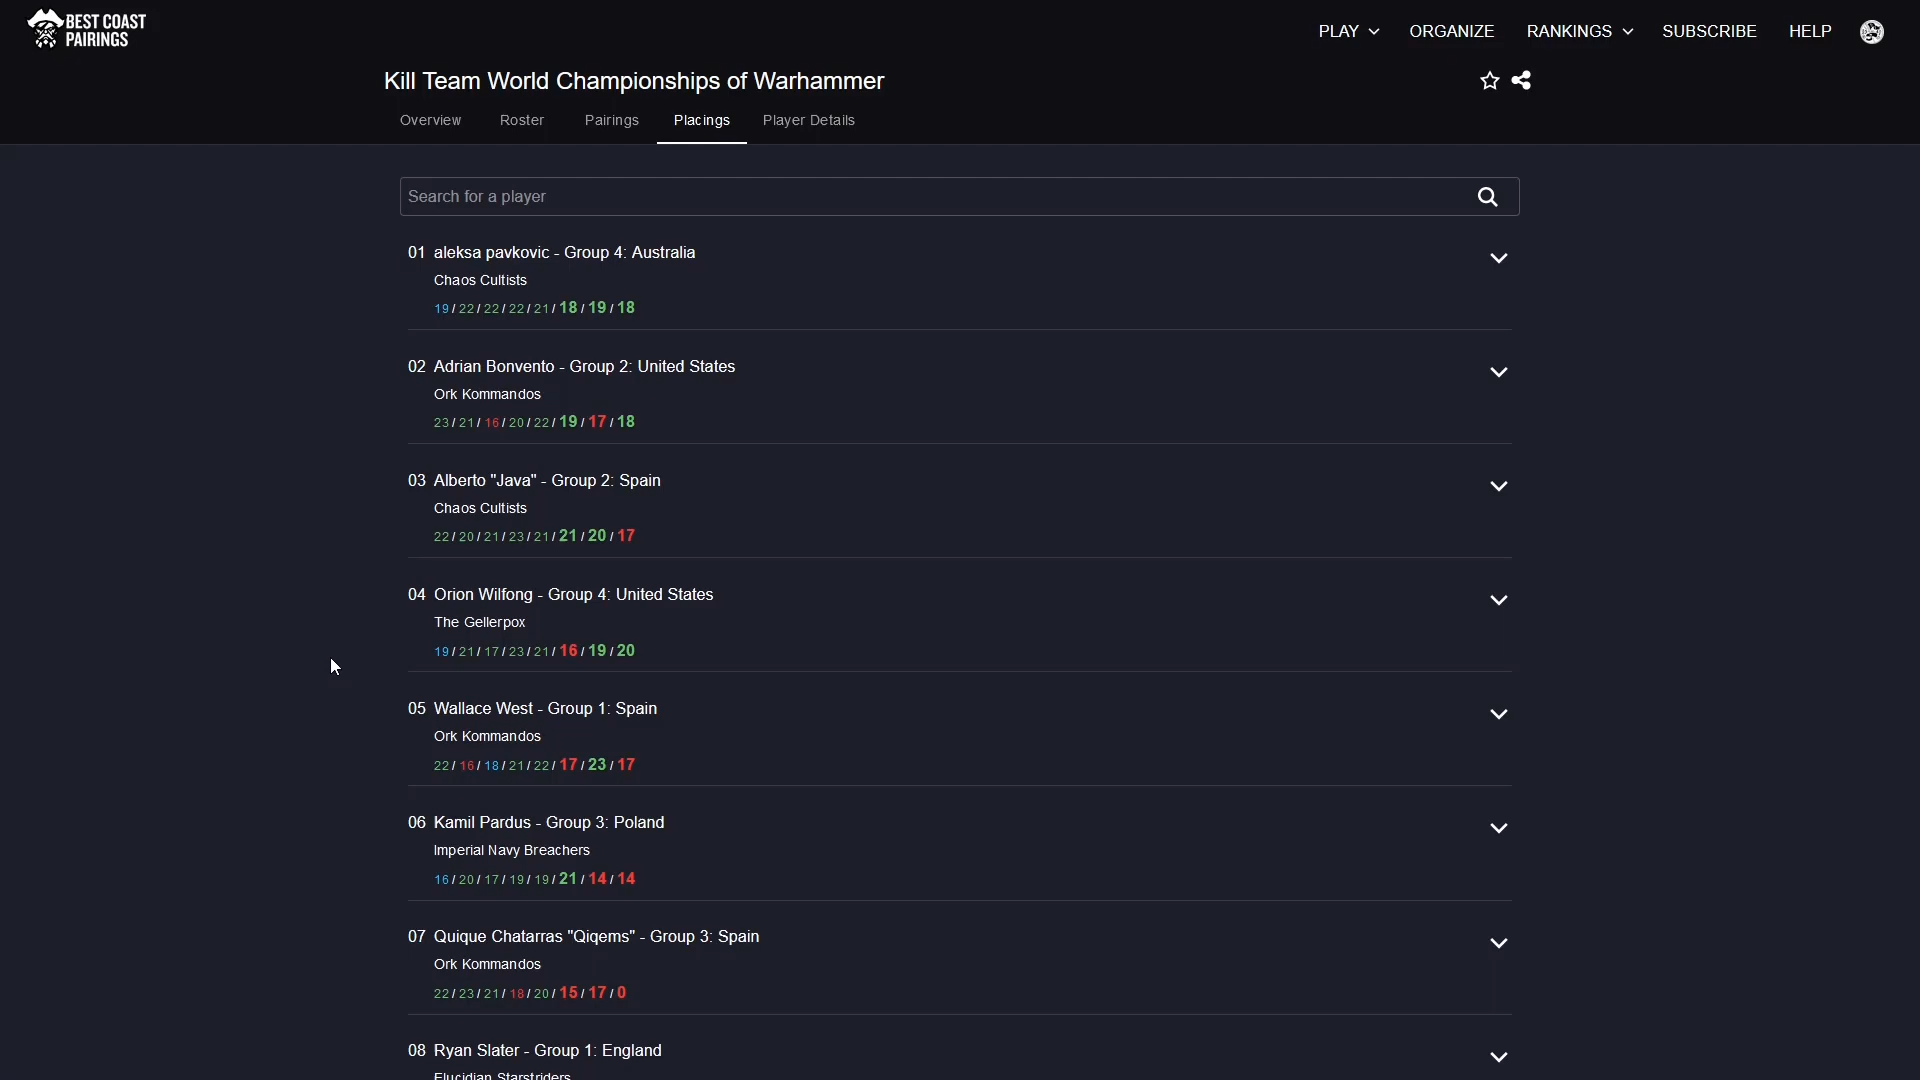 BEST COAST
PAIRINGS
PLAY
ORGANIZE
RANKINGS
SUBSCRIBE
HELP
Kill Team World Championships of Warhammer
Overview
Roster
Pairings
Placings
Player Details
Search for a player
01 aleksa pavkovic - Group 4: Australia
Chaos Cultists
19 / 22 / 22 / 22 / 21 / 18 / 19 / 18
02 Adrian Bonvento - Group 2: United States
Ork Kommandos
23 / 21 / 16 / 20 / 22 / 19 / 17 / 18
03 Alberto "Java" - Group 2: Spain
Chaos Cultists
22 / 20 / 21 / 23 / 21 / 21 / 20 / 17
04 Orion Wilfong - Group 4: United States
The Gellerpox
19 / 21 / 17 / 23 / 21 / 16 / 19 / 20
05 Wallace West - Group 1: Spain
Ork Kommandos
22 / 16 / 18 / 21 / 22 / 17 / 23 / 17
06 Kamil Pardus - Group 3: Poland
Imperial Navy Breachers
16 / 20 / 17 / 19 / 19 / 21 / 14 / 14
07 Quique Chatarras "Qiqems" - Group 3: Spain
Ork Kommandos
22 / 23 / 21 / 18 / 20 / 15 / 17 / 0
08 Ryan Slater - Group 1: England
Elucidian Starstriders